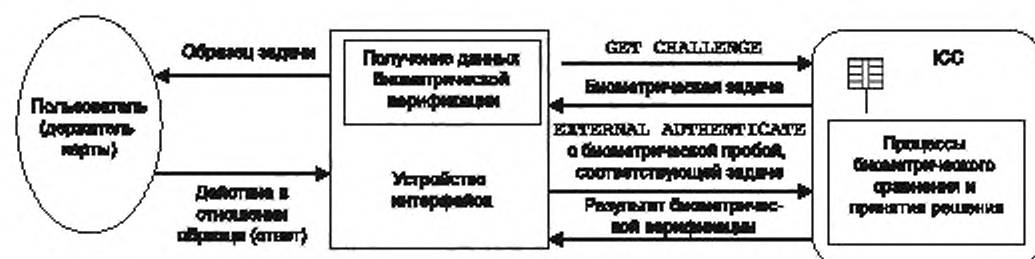 Образец задачи
Пользователь
(держатель
карты)
Действие в
отношении
образца (ответ)
Получение данных
биометрической
верификации
Устройство
интерфейса
GET CHALLENGE
Биометрическая задача
EXTERNAL AUTHENTICATE
с биометрической пробой,
соответствующей задаче
Результат биометричес-
кой верификации
ICC
Процессы
биометрического
сравнения и
принятия решения